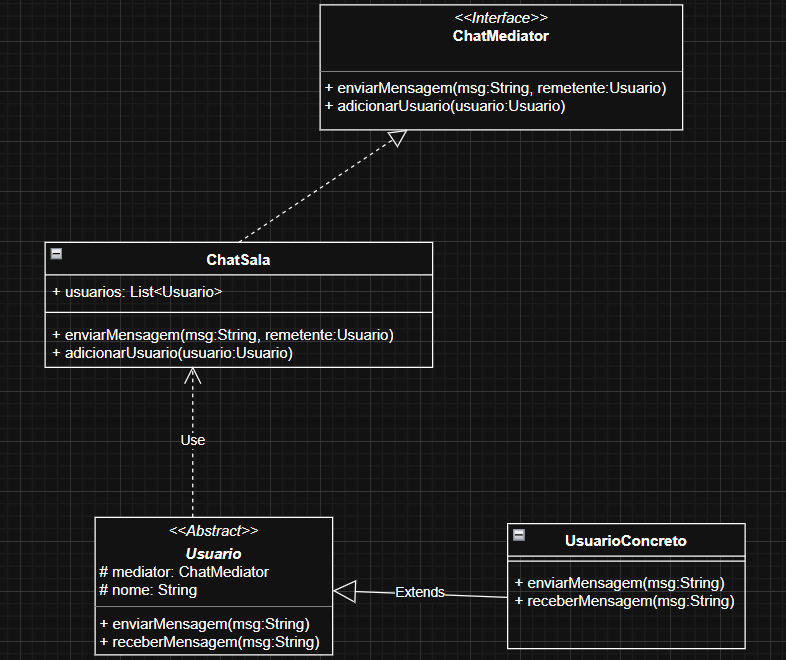 <<Interface>>
ChatMediator
+ enviarMensagem(msg:String, remetente:Usuario)
+ adicionarUsuario(usuario:Usuario)
ChatSala
+ usuarios: List<Usuario>
+ enviarMensagem(msg:String, remetente:Usuario)
+ adicionarUsuario(usuario:Usuario)
Use
<<Abstract>>
Usuario
# mediator: ChatMediator
# nome: String
+ enviarMensagem(msg:String)
+ receberMensagem(msg:String)
Extends
UsuarioConcreto
+ enviarMensagem(msg:String)
+ receberMensagem(msg:String)